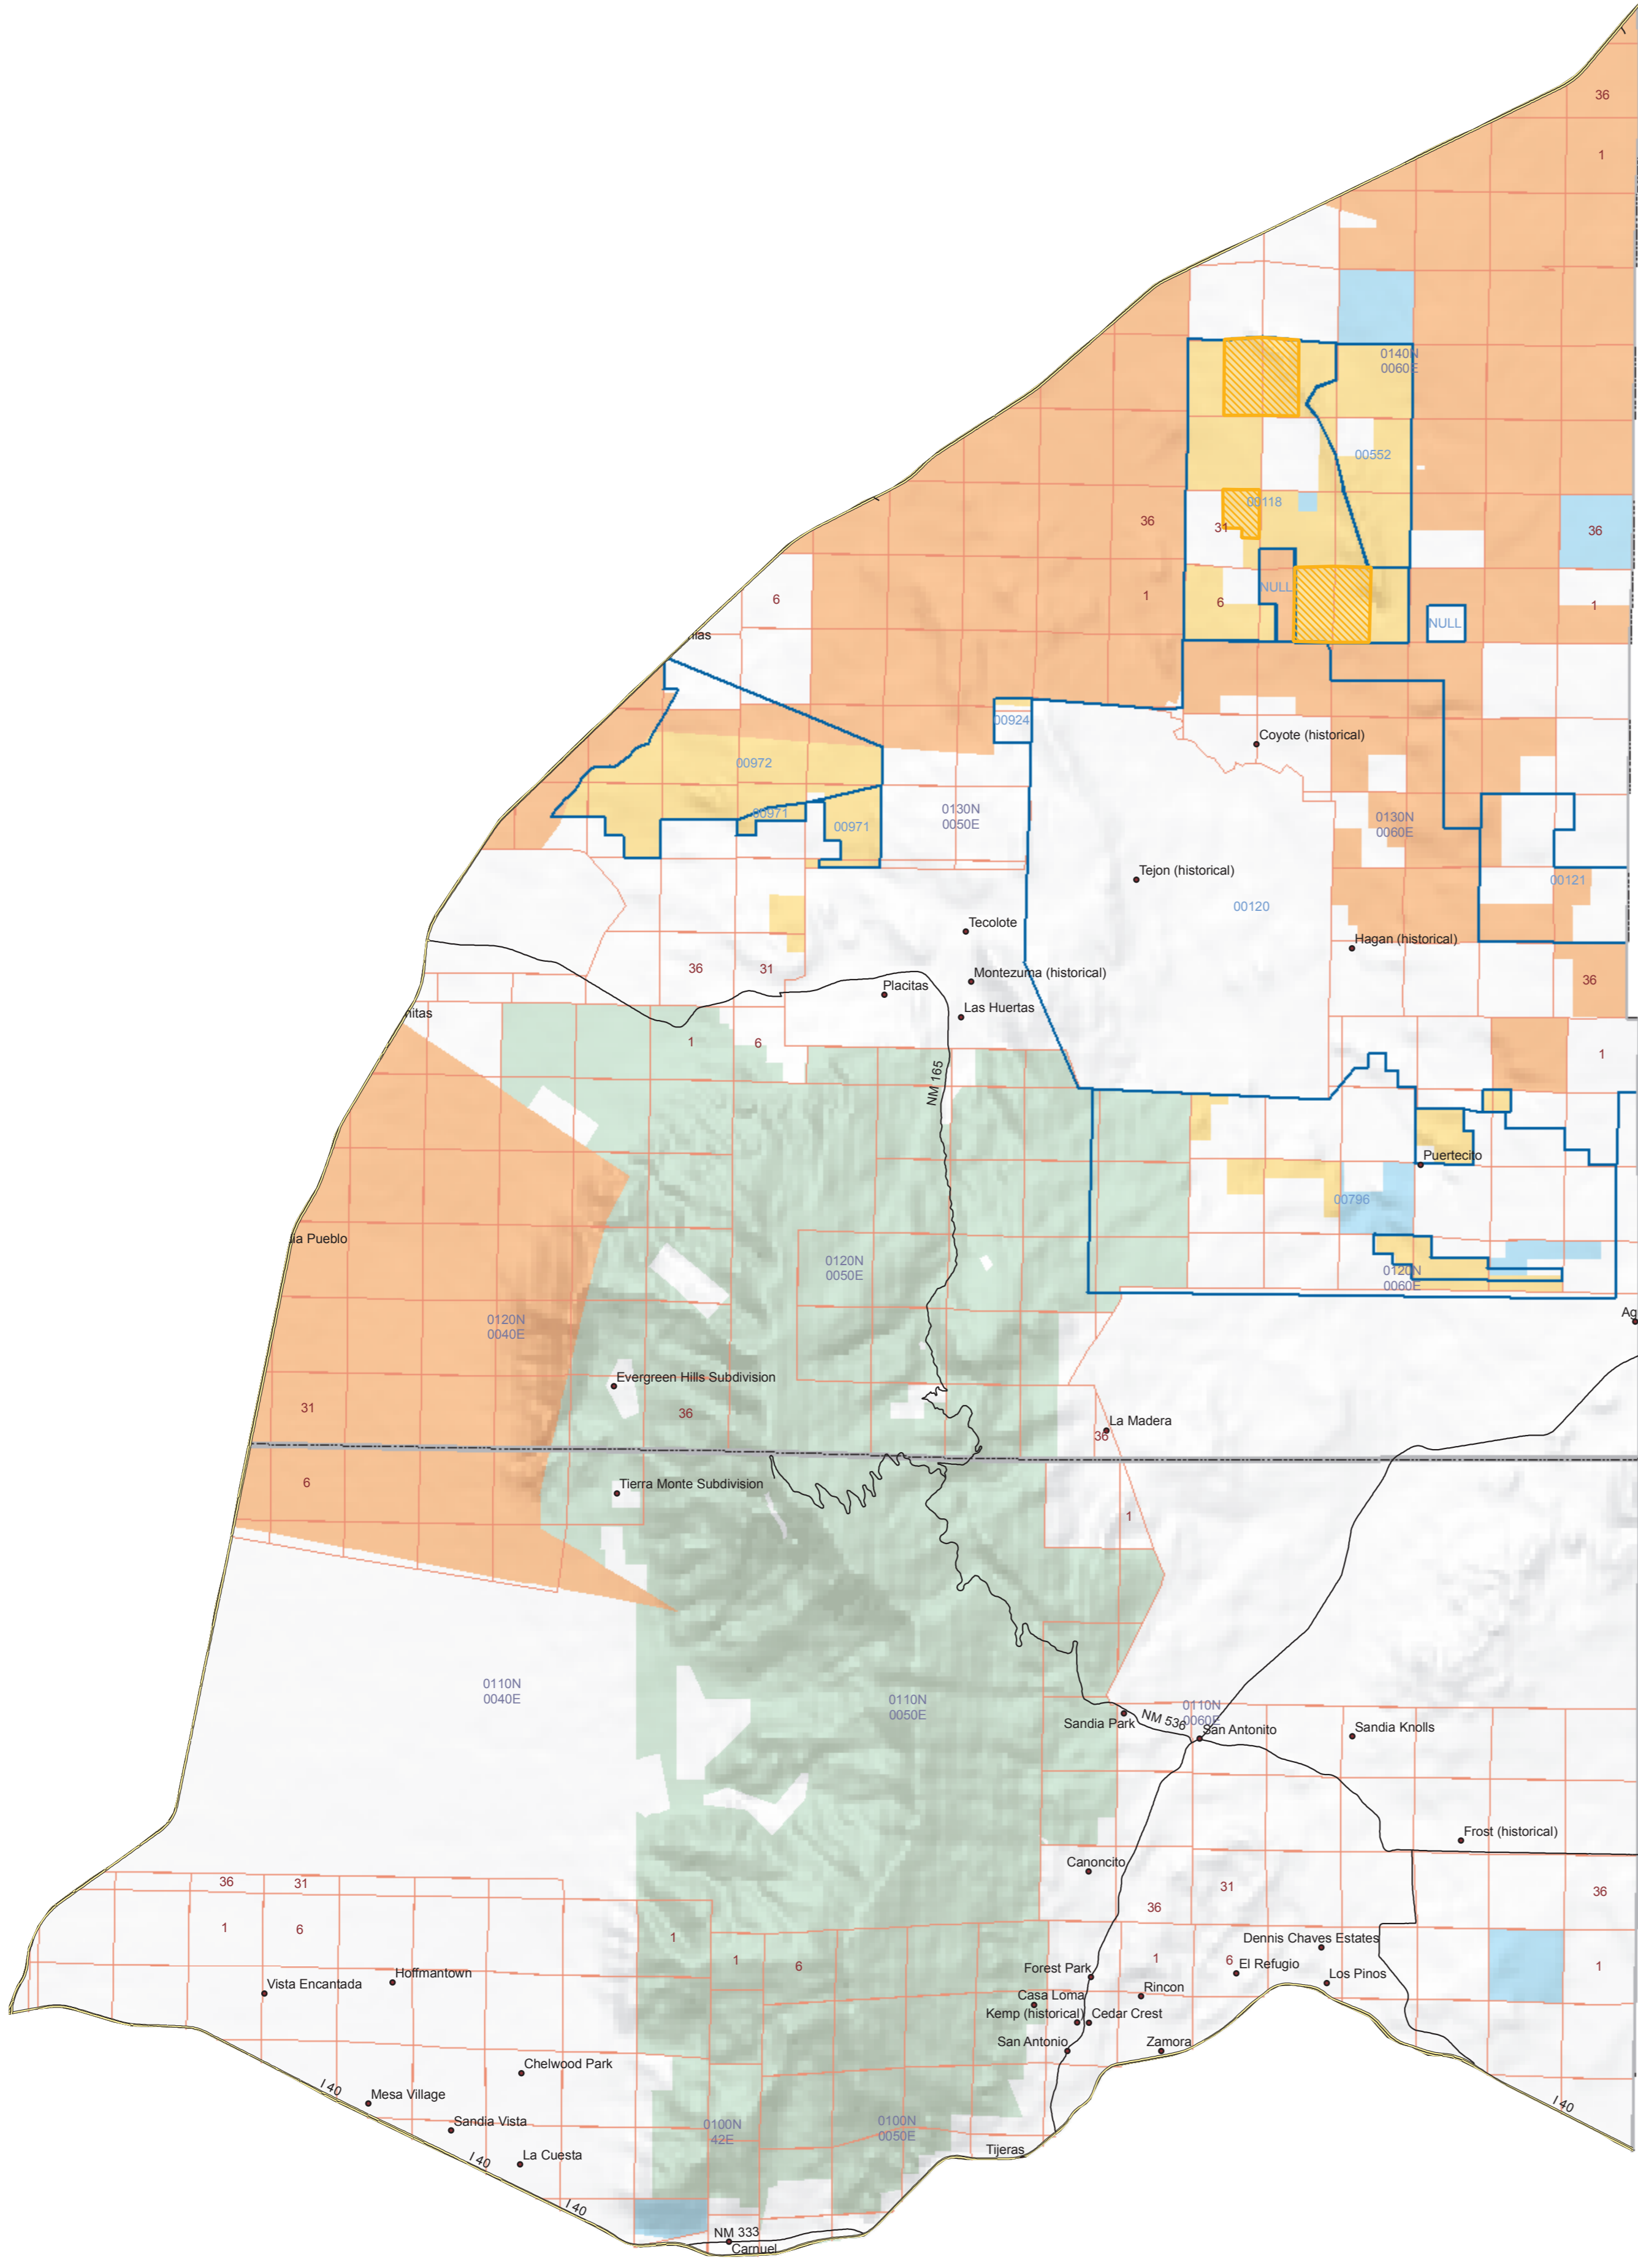 36
1
0140N
0060E
00552
00118
36
31
36
NULL
1
6
1
6
NULL
00924
Coyote (historical)
00972
00971
00971
0130N
0050E
0130N
0060E
Tejon (historical)
00121
00120
Tecolote
Hagan (historical)
36
31
Montezuma (historical)
Placitas
36
Las Huertas
1
6
1
NM 165
Puertecito
00796
ia Pueblo
0120N
0050E
0120N
0060E
0120N
0040E
Ag
Evergreen Hills Subdivision
31
36
La Madera
36
6
Tierra Monte Subdivision
1
0110N
0040E
0110N
0050E
0110N
0060E
Sandia Park
NM 536
San Antonito
Sandia Knolls
Frost (historical)
Canoncito
36
31
31
36
36
1
6
1
1
6
1
6
1
Dennis Chaves Estates
Forest Park
El Refugio
Vista Encantada
Hoffmantown
Rincon
Los Pinos
Casa Loma
Kemp (historical)
Cedar Crest
San Antonio
Zamora
Chelwood Park
I 40
Mesa Village
I 40
Sandia Vista
0100N
42E
0100N
0050E
Tijeras
I 40
La Cuesta
I 40
NM 333
Carnuel